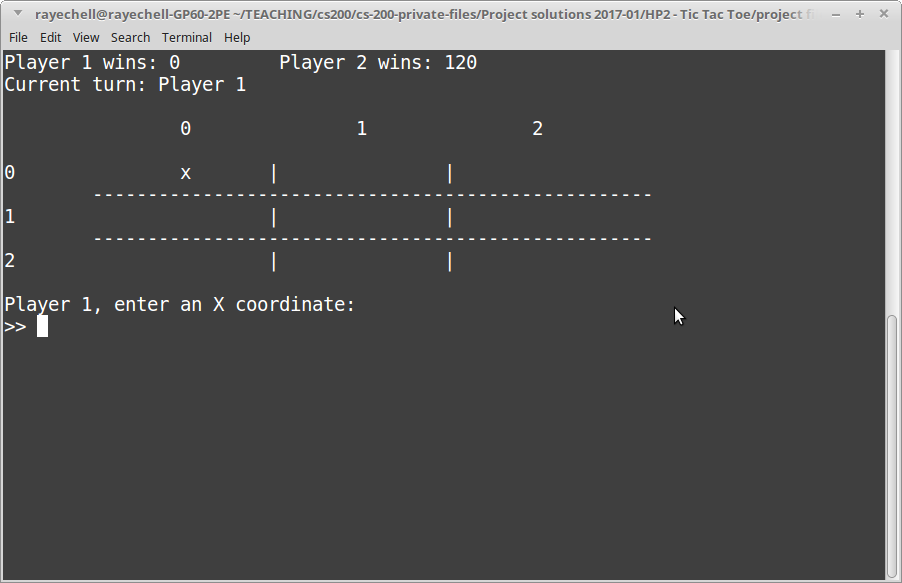 rayechell@rayechell-GP60-2PE ~/TEACHING/cs200/cs-200-private-files/Project solutions 2017-01/HP2 - Tic Tac Toe/project fi
File Edit View Search Terminal Help
Player 1 wins: 0         Player 2 wins: 120
Current turn: Player 1
0 1 2
0 x | |
---------------------------------------------------
1 | |
---------------------------------------------------
2 | |
Player 1, enter an X coordinate:
>>